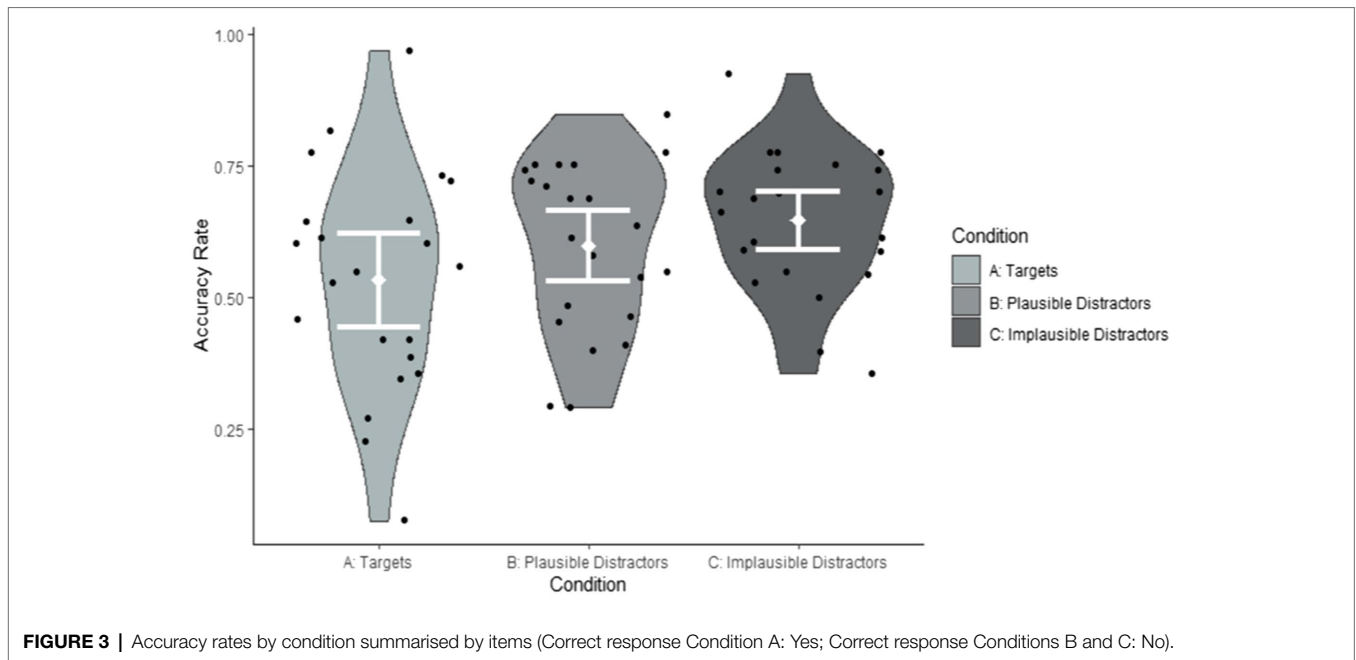 1.00
0.75
0.50
0.25
Accuracy Rate
A: Targets
B: Plausible Distractors
C: Implausible Distractors
Condition
Condition
A: Targets
B: Plausible Distractors
C: Implausible Distractors
FIGURE 3 | Accuracy rates by condition summarised by items (Correct response Condition A: Yes; Correct response Conditions B and C: No).